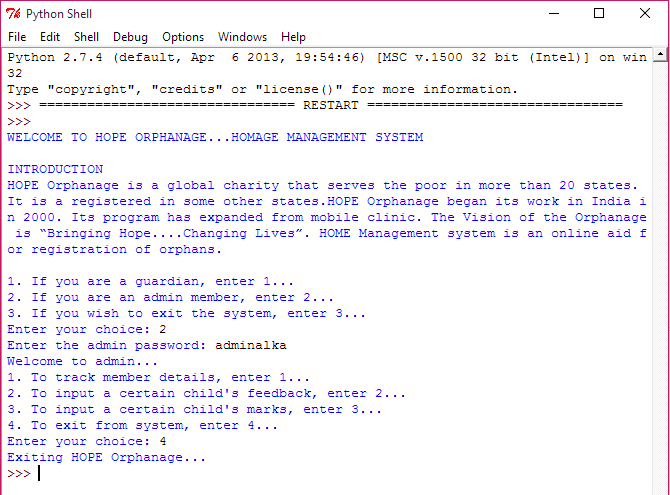 Python Shell
File Edit Shell Debug Options Windows Help
Python 2.7.4 (default, Apr  6 2013, 19:54:46) [MSC v.1500 32 bit (Intel)] on win
32
Type "copyright", "credits" or "license()" for more information.
>>> ================================ RESTART ================================
>>>
WELCOME TO HOPE ORPHANAGE...HOMAGE MANAGEMENT SYSTEM
INTRODUCTION
HOPE Orphanage is a global charity that serves the poor in more than 20 states.
It is a registered in some other states.HOPE Orphanage began its work in India i
n 2000. Its program has expanded from mobile clinic. The Vision of the Orphanage
is “Bringing Hope....Changing Lives”. HOME Management system is an online aid f
or registration of orphans.
1. If you are a guardian, enter 1...
2. If you are an admin member, enter 2...
3. If you wish to exit the system, enter 3...
Enter your choice: 2
Enter the admin password: adminalka
Welcome to admin...
1. To track member details, enter 1...
2. To input a certain child's feedback, enter 2...
3. To input a certain child's marks, enter 3...
4. To exit from system, enter 4...
Enter your choice: 4
Exiting HOPE Orphanage...
>>>